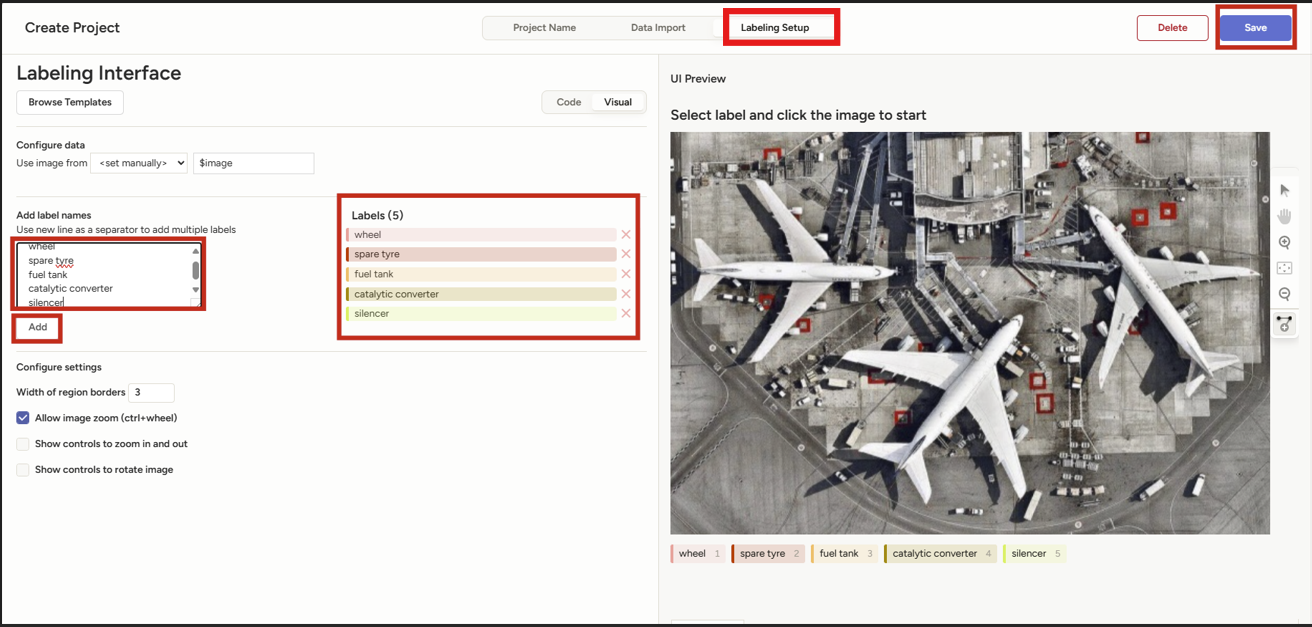 Create Project
Project Name
Data Import
Labeling Setup
Delete
Save
Labeling Interface
Browse Templates
Code
Visual
Configure data
Use image from
<set manually>
$image
Add label names
Use new line as a separator to add multiple labels
wheel
spare tyre
fuel tank
catalytic converter
silencer
Add
Labels (5)
wheel
spare tyre
fuel tank
catalytic converter
silencer
Configure settings
Width of region borders 3
Allow image zoom (ctrl+wheel)
Show controls to zoom in and out
Show controls to rotate image
UI Preview
Select label and click the image to start
wheel 1
spare tyre 2
fuel tank 3
catalytic converter 4
silencer 5